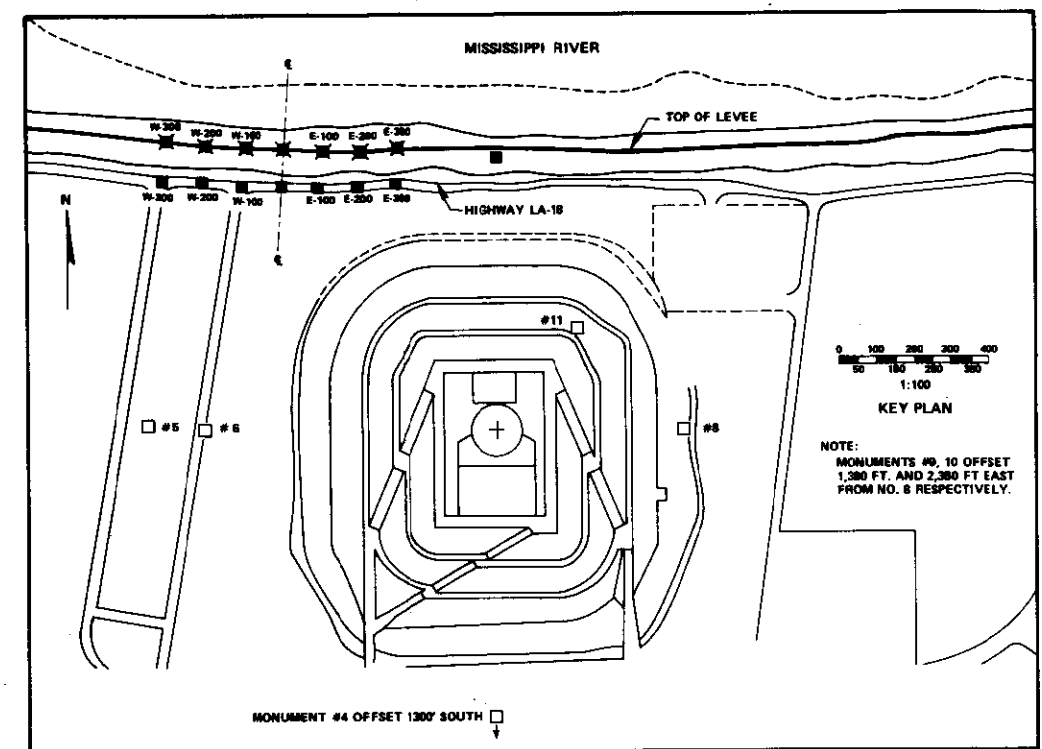 MISSISSIPPI RIVER
℄
TOP OF LEVEE
W-300 W-200 W-100 E-100 E-200 E-300
W-300 W-200 W-100 E-100 E-200 E-300
HIGHWAY LA-18
N
℄
#11
0 100 200 300 400
50 150 250 350
1:100
KEY PLAN
#5 #6 #8
NOTE:
MONUMENTS #9, 10 OFFSET
1,380 FT. AND 2,380 FT EAST
FROM NO. 8 RESPECTIVELY.
MONUMENT #4 OFFSET 1300' SOUTH